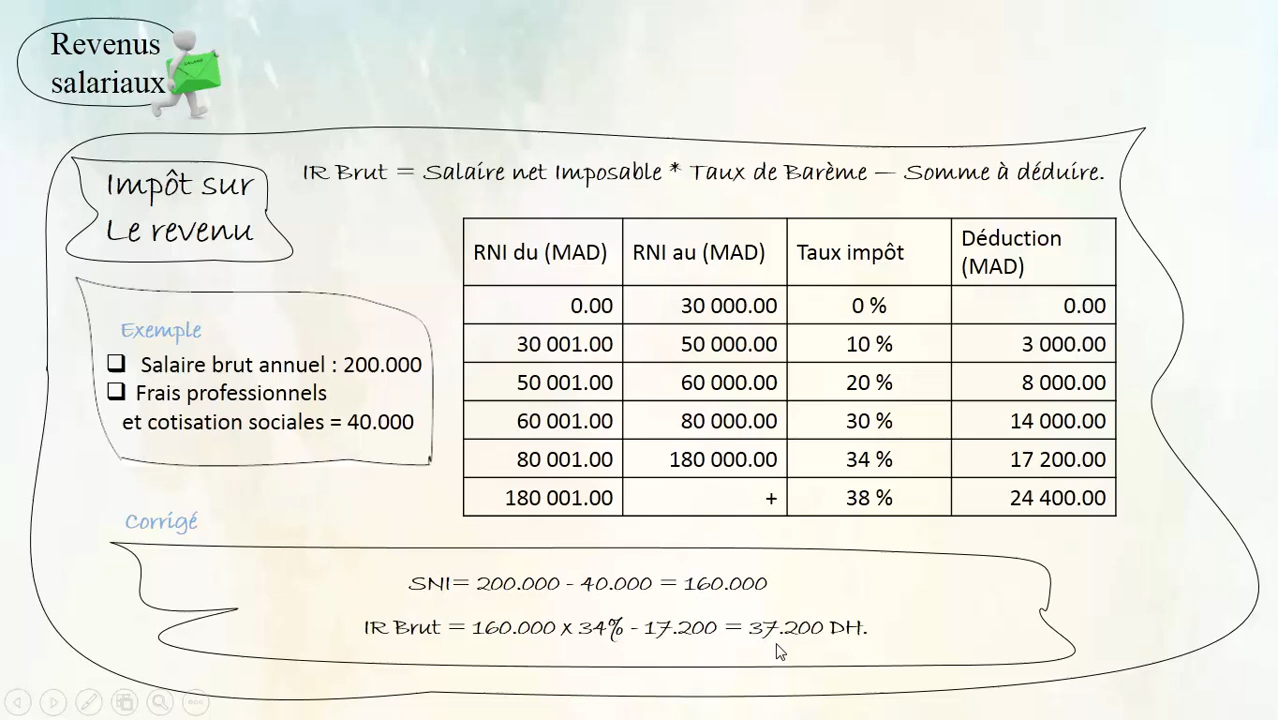 Revenus
salariaux
SALAIRE
Impôt sur
Le revenu
IR Brut = Salaire net Imposable * Taux de Barème – Somme à déduire.
RNI du (MAD) RNI au (MAD) Taux impôt Déduction (MAD)
0.00 30 000.00 0 % 0.00
30 001.00 50 000.00 10 % 3 000.00
50 001.00 60 000.00 20 % 8 000.00
60 001.00 80 000.00 30 % 14 000.00
80 001.00 180 000.00 34 % 17 200.00
180 001.00 + 38 % 24 400.00
Exemple
❑ Salaire brut annuel : 200.000
❑ Frais professionnels
et cotisation sociales = 40.000
Corrigé
SNI= 200.000 - 40.000 = 160.000
IR Brut = 160.000 x 34% - 17.200 = 37.200 DH.